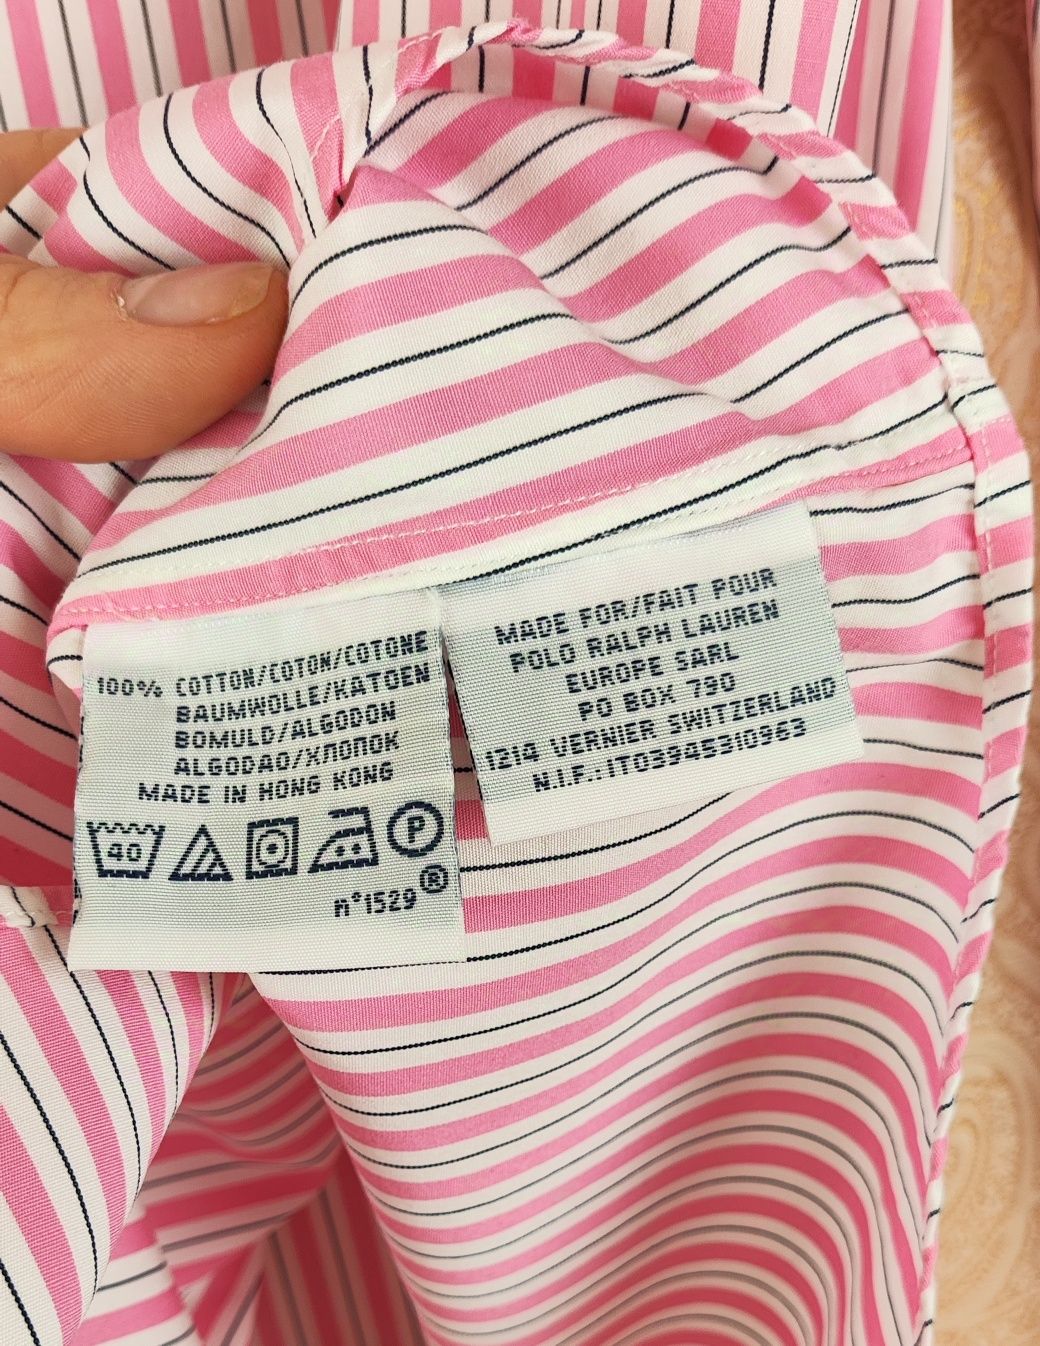 100% COTTON/COTON/COTONE
BAUMWOLLE/KATOEN
BOMULD/ALGODON
ALGODAO/ХЛОПОК
MADE IN HONG KONG
40
P
n°1529®
MADE FOR/FAIT POUR
POLO RALPH LAUREN
EUROPE SARL
PO BOX 790
1214 VERNIER SWITZERLAND
N.I.F.: IT03945310963